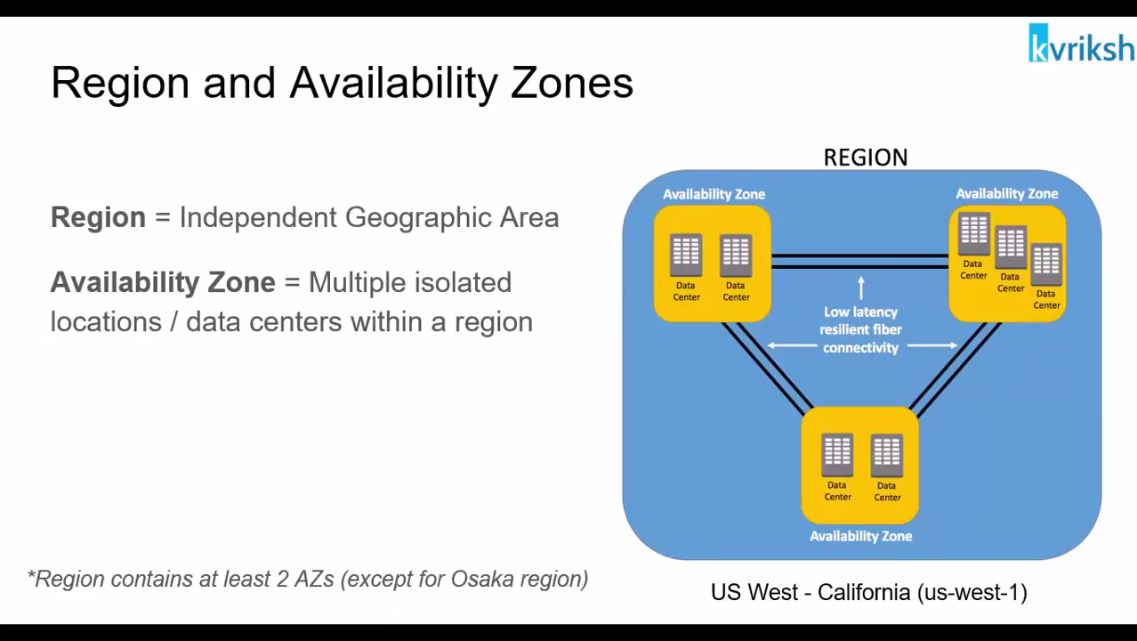 kvriksh
Region and Availability Zones
Region = Independent Geographic Area
Availability Zone = Multiple isolated
locations / data centers within a region
*Region contains at least 2 AZs (except for Osaka region)
REGION
Availability Zone
Data
Center
Data
Center
Availability Zone
Data
Center
Data
Center
Data
Center
Low latency
resilient fiber
connectivity
Data
Center
Data
Center
Availability Zone
US West - California (us-west-1)